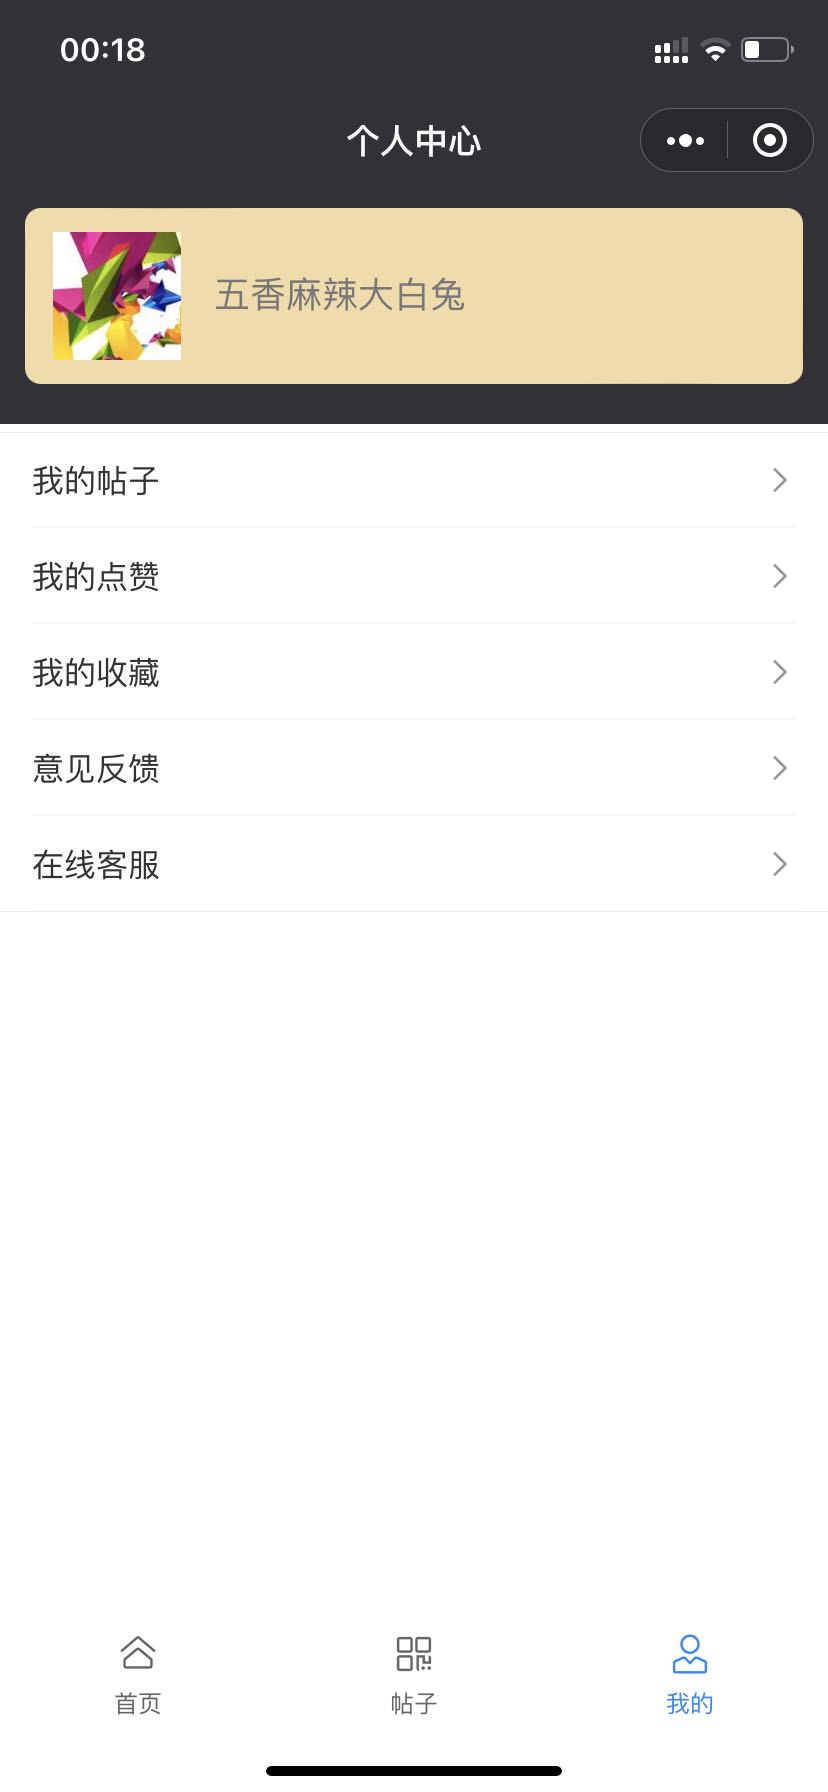 00:18
个人中心
五香麻辣大白兔
我的帖子
我的点赞
我的收藏
意见反馈
在线客服
首页
帖子
我的